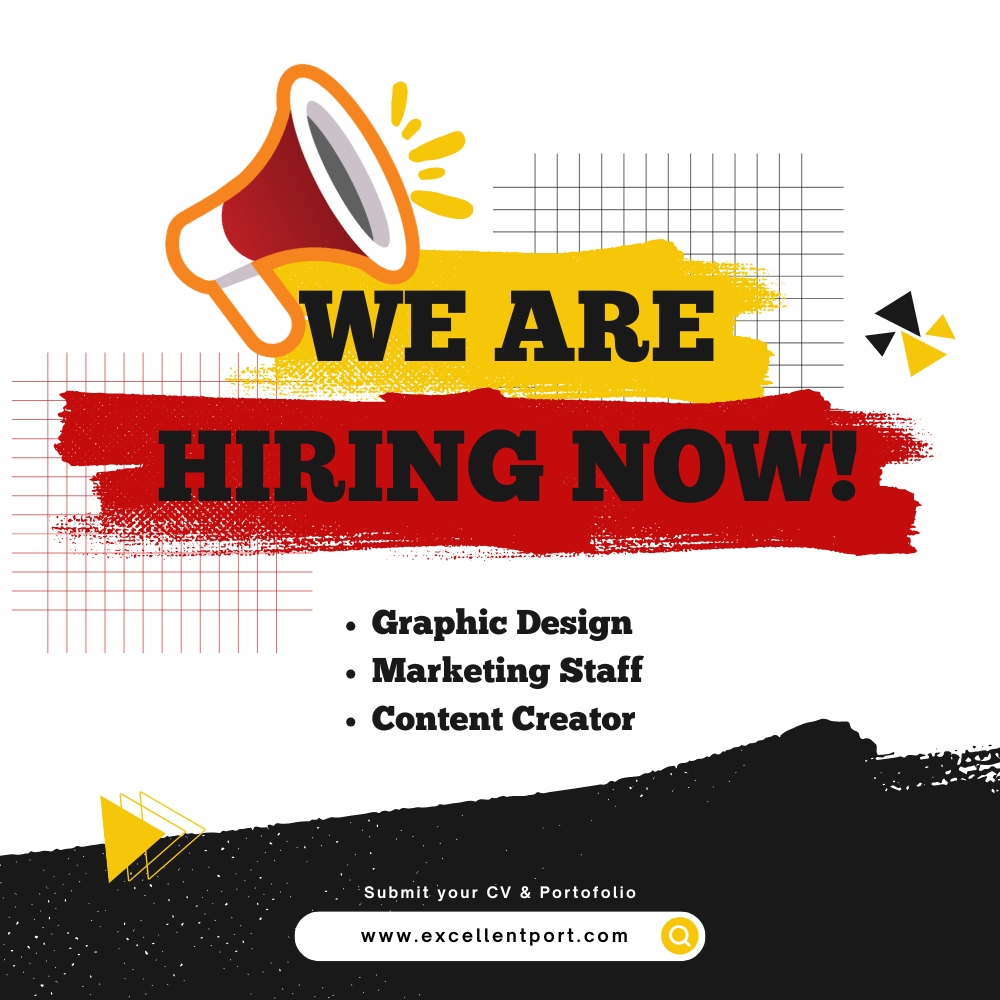 WE ARE
HIRING NOW!
• Graphic Design
• Marketing Staff
• Content Creator
Submit your CV & Portofolio
www.excellentport.com